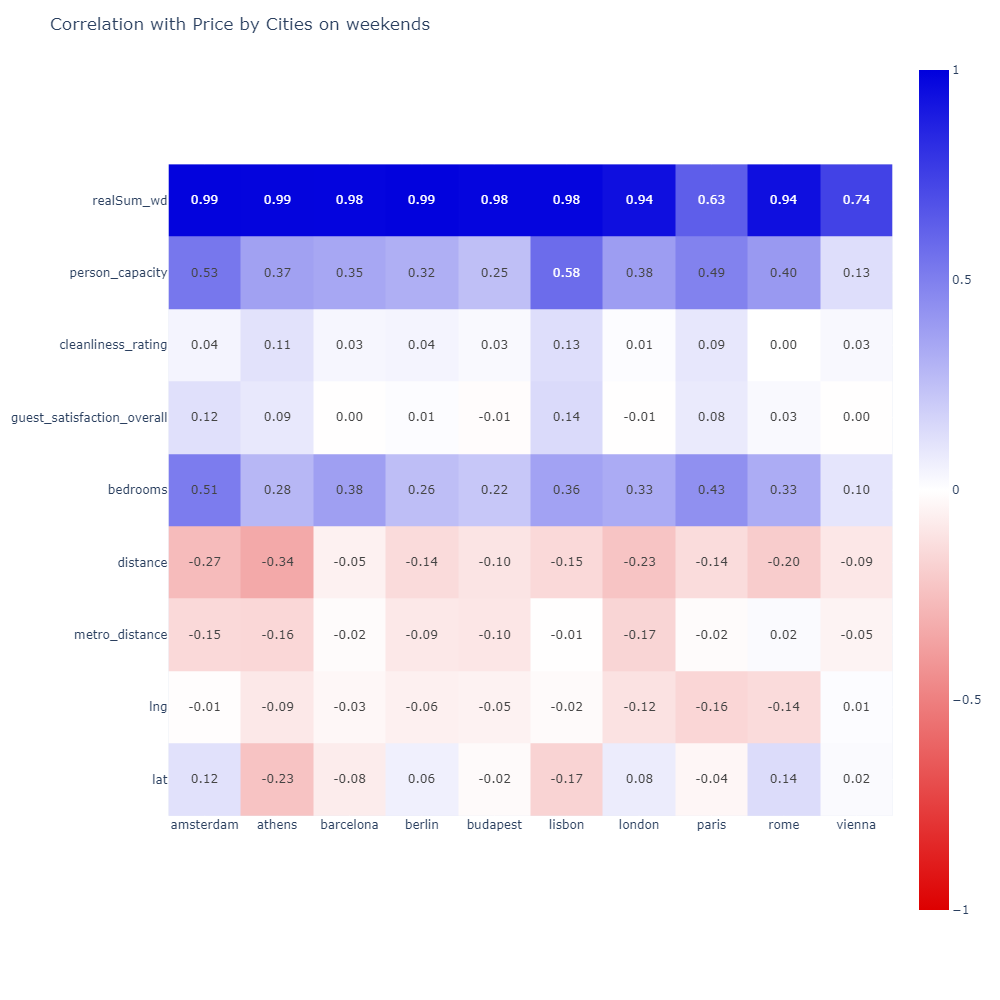 Correlation with Price by Cities on weekends
realSum_wd 0.99 0.99 0.98 0.99 0.98 0.98 0.94 0.63 0.94 0.74
person_capacity 0.53 0.37 0.35 0.32 0.25 0.58 0.38 0.49 0.40 0.13
cleanliness_rating 0.04 0.11 0.03 0.04 0.03 0.13 0.01 0.09 0.00 0.03
guest_satisfaction_overall 0.12 0.09 0.00 0.01 -0.01 0.14 -0.01 0.08 0.03 0.00
bedrooms 0.51 0.28 0.38 0.26 0.22 0.36 0.33 0.43 0.33 0.10
distance -0.27 -0.34 -0.05 -0.14 -0.10 -0.15 -0.23 -0.14 -0.20 -0.09
metro_distance -0.15 -0.16 -0.02 -0.09 -0.10 -0.01 -0.17 -0.02 0.02 -0.05
lng -0.01 -0.09 -0.03 -0.06 -0.05 -0.02 -0.12 -0.16 -0.14 0.01
lat 0.12 -0.23 -0.08 0.06 -0.02 -0.17 0.08 -0.04 0.14 0.02
amsterdam athens barcelona berlin budapest lisbon london paris rome vienna
1
0.5
0
−0.5
−1